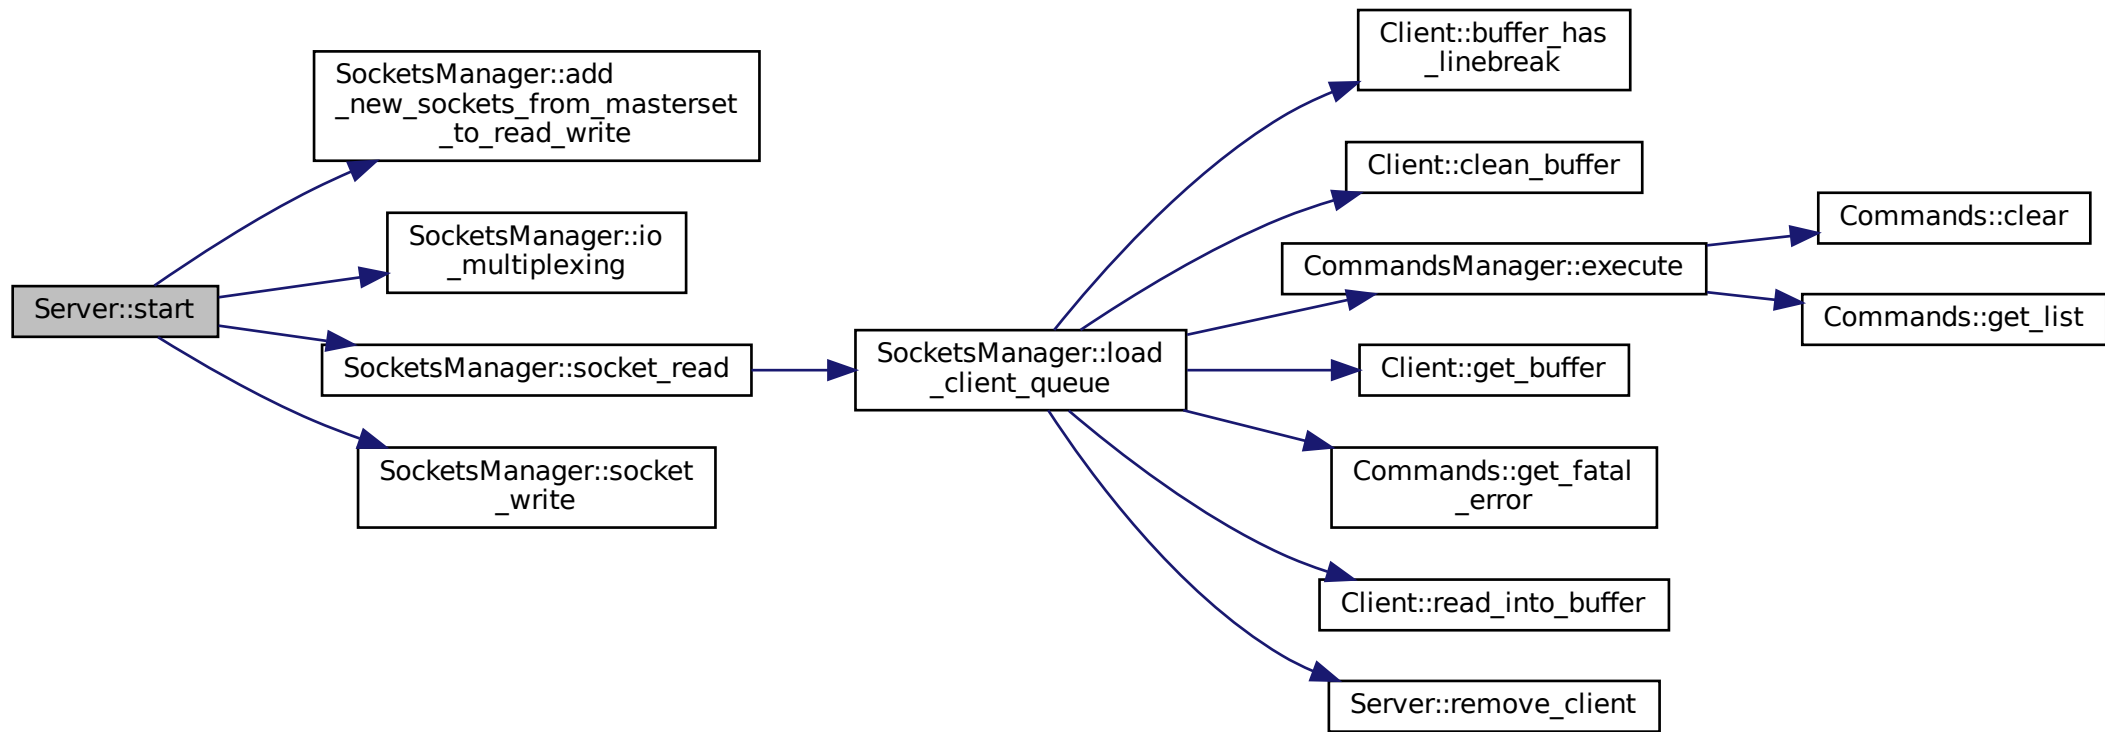 Server::start
SocketsManager::add
_new_sockets_from_masterset
_to_read_write
SocketsManager::io
_multiplexing
SocketsManager::socket_read
SocketsManager::socket
_write
SocketsManager::load
_client_queue
Client::buffer_has
_linebreak
Client::clean_buffer
CommandsManager::execute
Client::get_buffer
Commands::get_fatal
_error
Client::read_into_buffer
Server::remove_client
Commands::clear
Commands::get_list